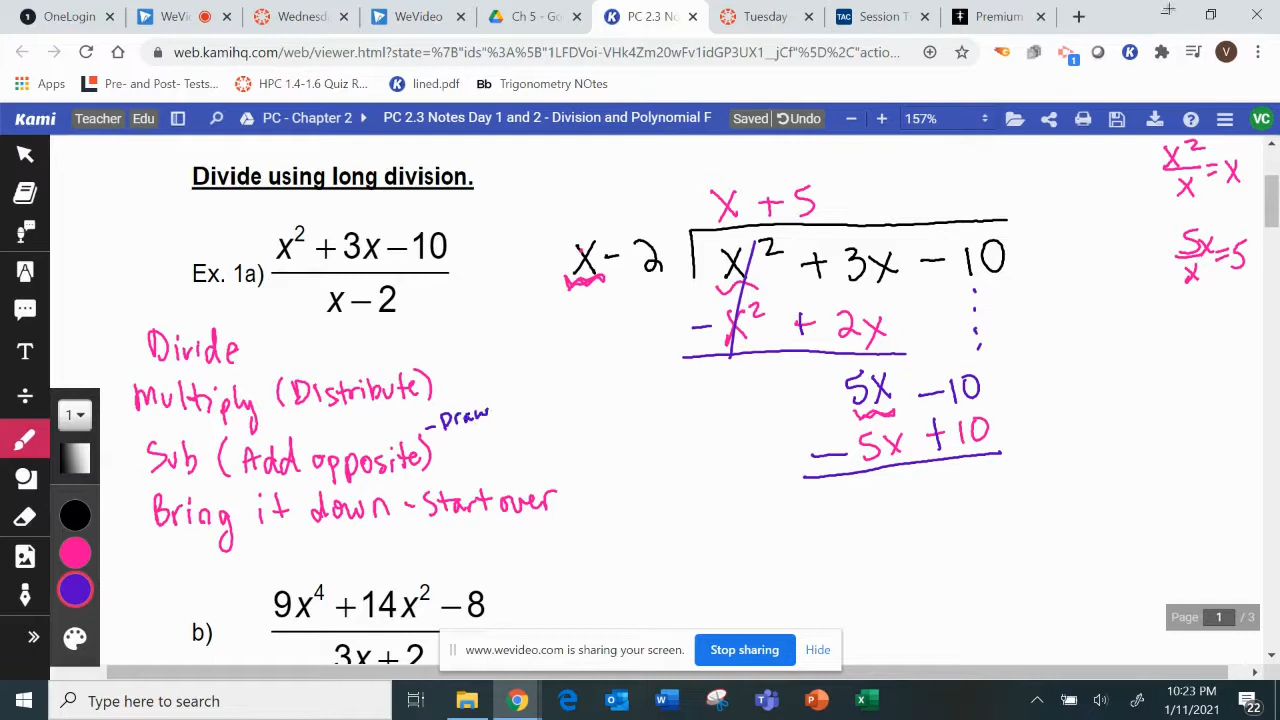 OneLogin
WeVi
Wednes
WeVideo
Ch-5 - Go
PC 2.3 No
Tuesday
Session T
Premium
web.kamihq.com/web/viewer.html?state=%7B"ids"%3A%5B"1LFDVoi-VHk4Zm20wFv1idGP3UX1__jCf"%5D%2C"actio...
Apps
Pre- and Post- Tests...
HPC 1.4-1.6 Quiz R...
lined.pdf
Bb Trigonometry NOtes
Kami Teacher Edu PC - Chapter 2 PC 2.3 Notes Day 1 and 2 - Division and Polynomial F Saved Undo 157% VC
Divide using long division.
x²/x = x
x + 5
Ex. 1a) (x² + 3x − 10)/(x − 2)
x - 2 x² + 3x - 10
5x/x = 5
- x² + 2x
Divide
5x - 10
Multiply (Distribute)
- Draw
- 5x + 10
Sub (Add opposite)
Bring it down - Start over
b) (9x⁴ + 14x² − 8)/(3x + 2)
Page 1 / 3
www.wevideo.com is sharing your screen. Stop sharing Hide
Type here to search
10:23 PM
1/11/2021
22